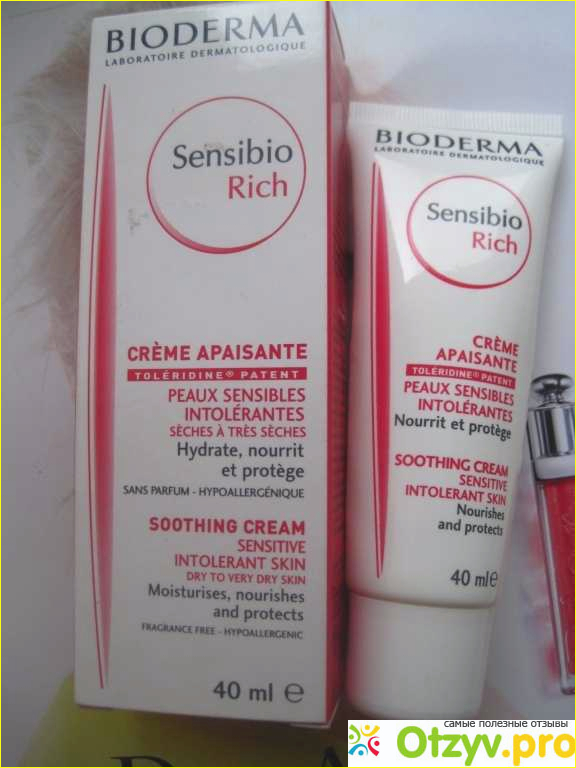 BIODERMA
LABORATOIRE DERMATOLOGIQUE
Sensibio
Rich
CRÈME APAISANTE
TOLÉRIDINE® PATENT
PEAUX SENSIBLES
INTOLÉRANTES
SÈCHES À TRÈS SÈCHES
Hydrate, nourrit
et protège
SANS PARFUM - HYPOALLERGÉNIQUE
SOOTHING CREAM
SENSITIVE
INTOLERANT SKIN
DRY TO VERY DRY SKIN
Moisturises, nourishes
and protects
FRAGRANCE FREE - HYPOALLERGENIC
40 ml e
BIODERMA
LABORATOIRE DERMATOLOGIQUE
Sensibio
Rich
CRÈME
APAISANTE
TOLÉRIDINE® PATENT
PEAUX SENSIBLES
INTOLÉRANTES
Nourrit et protège
SOOTHING CREAM
SENSITIVE
INTOLERANT SKIN
Nourishes
and protects
40 ml e
самые полезные отзывы
Otzyv.pro